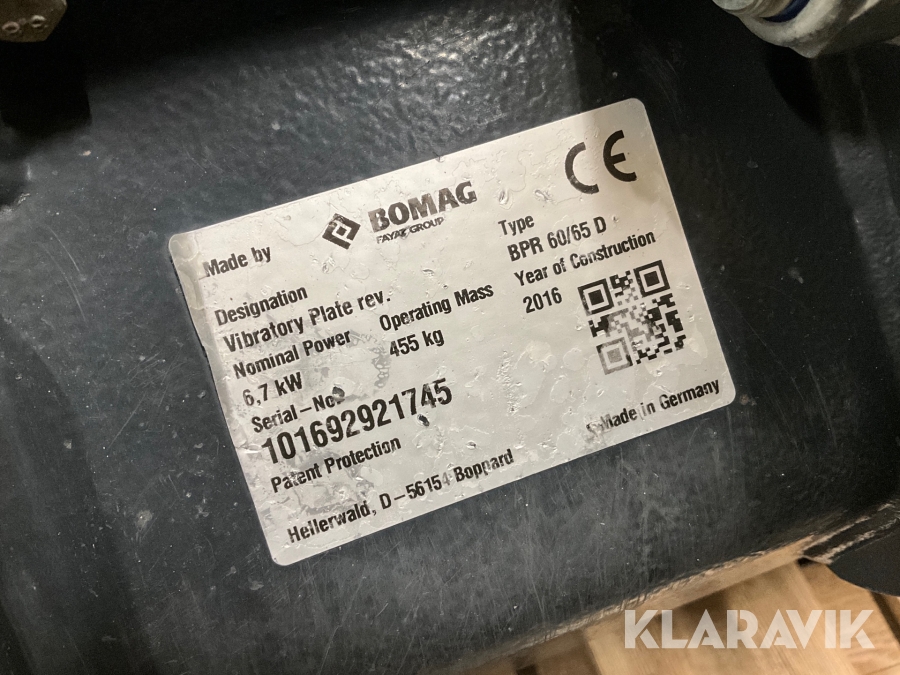 Made by
BOMAG
FAYAT GROUP
CE
Designation
Vibratory Plate rev.
Type
BPR 60/65 D
Nominal Power
6,7 kW
Operating Mass
455 kg
Year of Construction
2016
Serial-No.
101692921745
Patent Protection
Hellerwald, D-56154 Boppard
Made in Germany
KLARAVIK